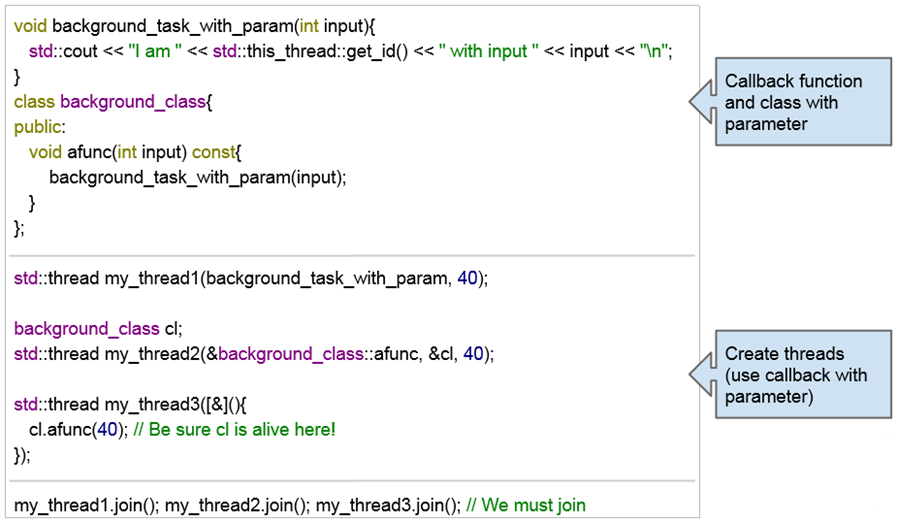 void background_task_with_param(int input){
std::cout << "I am " << std::this_thread::get_id() << " with input " << input << "\n";
}
class background_class{
public:
void afunc(int input) const{
background_task_with_param(input);
}
};
Callback function
and class with
parameter
std::thread my_thread1(background_task_with_param, 40);
background_class cl;
std::thread my_thread2(&background_class::afunc, &cl, 40);
std::thread my_thread3([&](){
cl.afunc(40); // Be sure cl is alive here!
});
Create threads
(use callback with
parameter)
my_thread1.join(); my_thread2.join(); my_thread3.join(); // We must join